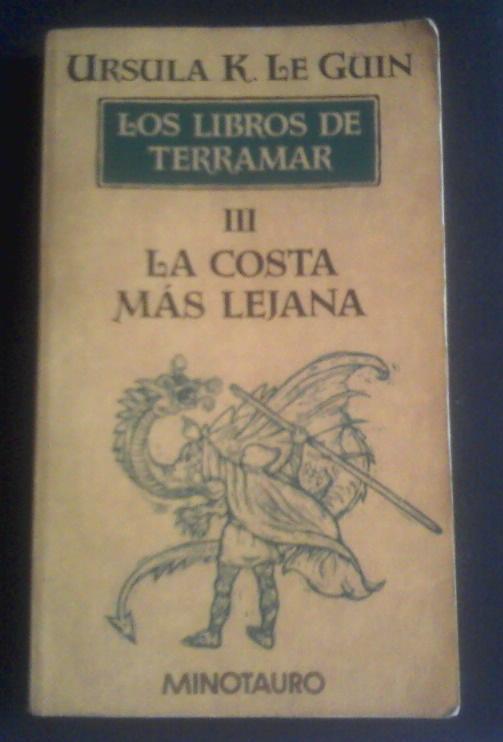 URSULA K. LE GUIN
LOS LIBROS DE
TERRAMAR
III
LA COSTA
MÁS LEJANA
MINOTAURO